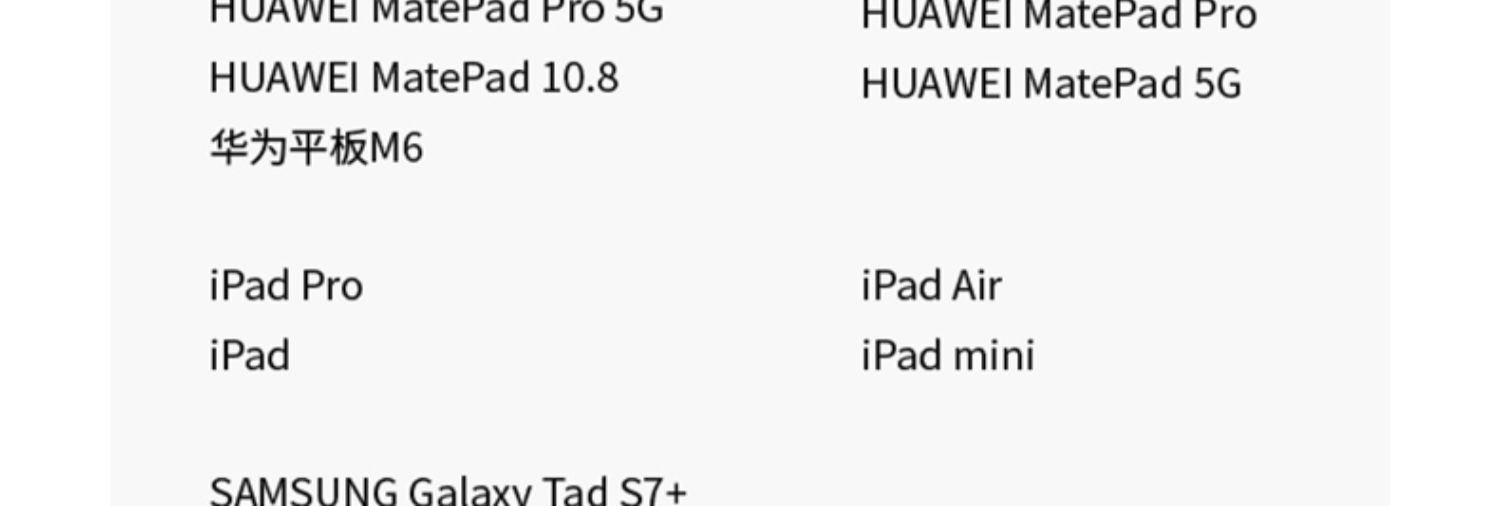 HUAWEI MatePad Pro 5G
HUAWEI MatePad Pro
HUAWEI MatePad 10.8
HUAWEI MatePad 5G
华为平板M6
iPad Pro
iPad Air
iPad
iPad mini
SAMSUNG Galaxy Tad S7+